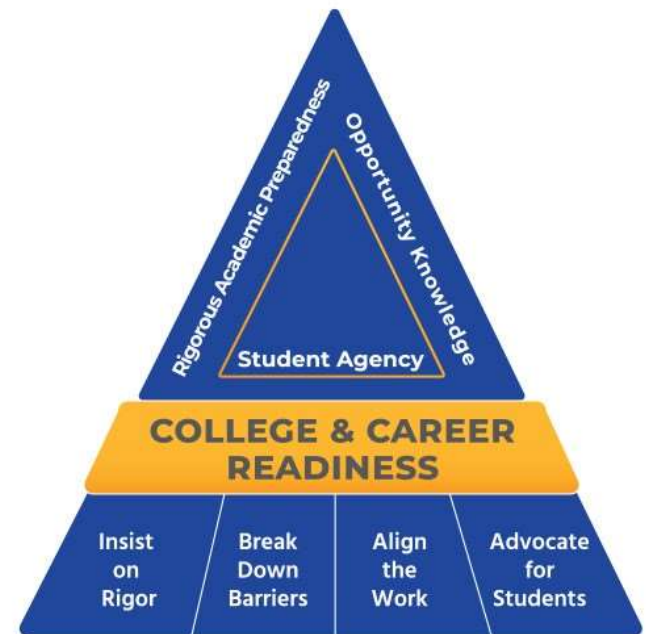 Rigorous Academic Preparedness
Opportunity Knowledge
Student Agency
COLLEGE & CAREER
READINESS
Insist
on
Rigor
Break
Down
Barriers
Align
the
Work
Advocate
for
Students